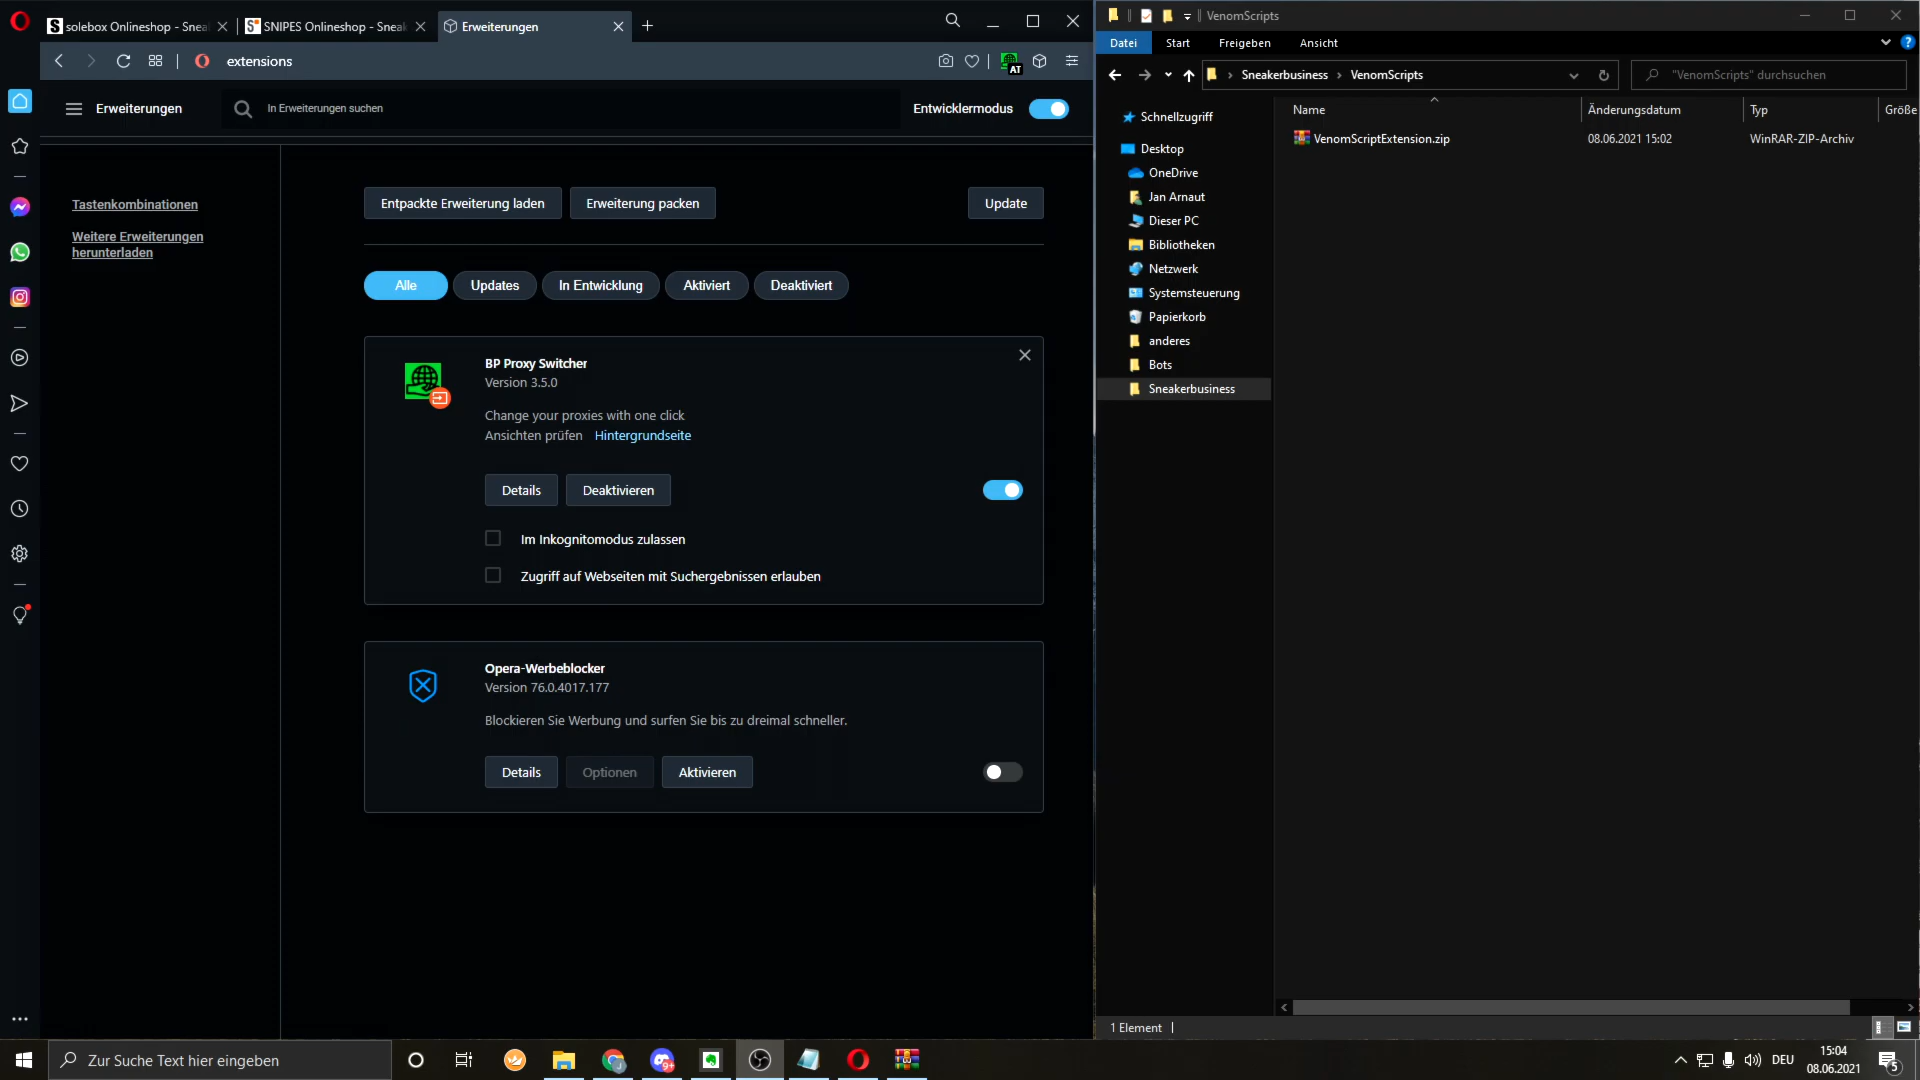 solebox Onlineshop - Snea
SNIPES Onlineshop - Sneak
Erweiterungen
extensions
AT
Erweiterungen
In Erweiterungen suchen
Entwicklermodus
Tastenkombinationen
Weitere Erweiterungen
herunterladen
Entpackte Erweiterung laden
Erweiterung packen
Update
Alle
Updates
In Entwicklung
Aktiviert
Deaktiviert
BP Proxy Switcher
Version 3.5.0
Change your proxies with one click
Ansichten prüfen Hintergrundseite
Details
Deaktivieren
Im Inkognitomodus zulassen
Zugriff auf Webseiten mit Suchergebnissen erlauben
Opera-Werbeblocker
Version 76.0.4017.177
Blockieren Sie Werbung und surfen Sie bis zu dreimal schneller.
Details
Optionen
Aktivieren
VenomScripts
Datei
Start
Freigeben
Ansicht
Sneakerbusiness > VenomScripts
"VenomScripts" durchsuchen
Name
Änderungsdatum
Typ
Größe
VenomScriptExtension.zip
08.06.2021 15:02
WinRAR-ZIP-Archiv
Schnellzugriff
Desktop
OneDrive
Jan Arnaut
Dieser PC
Bibliotheken
Netzwerk
Systemsteuerung
Papierkorb
anderes
Bots
Sneakerbusiness
1 Element
Zur Suche Text hier eingeben
9+
DEU
15:04
08.06.2021
5